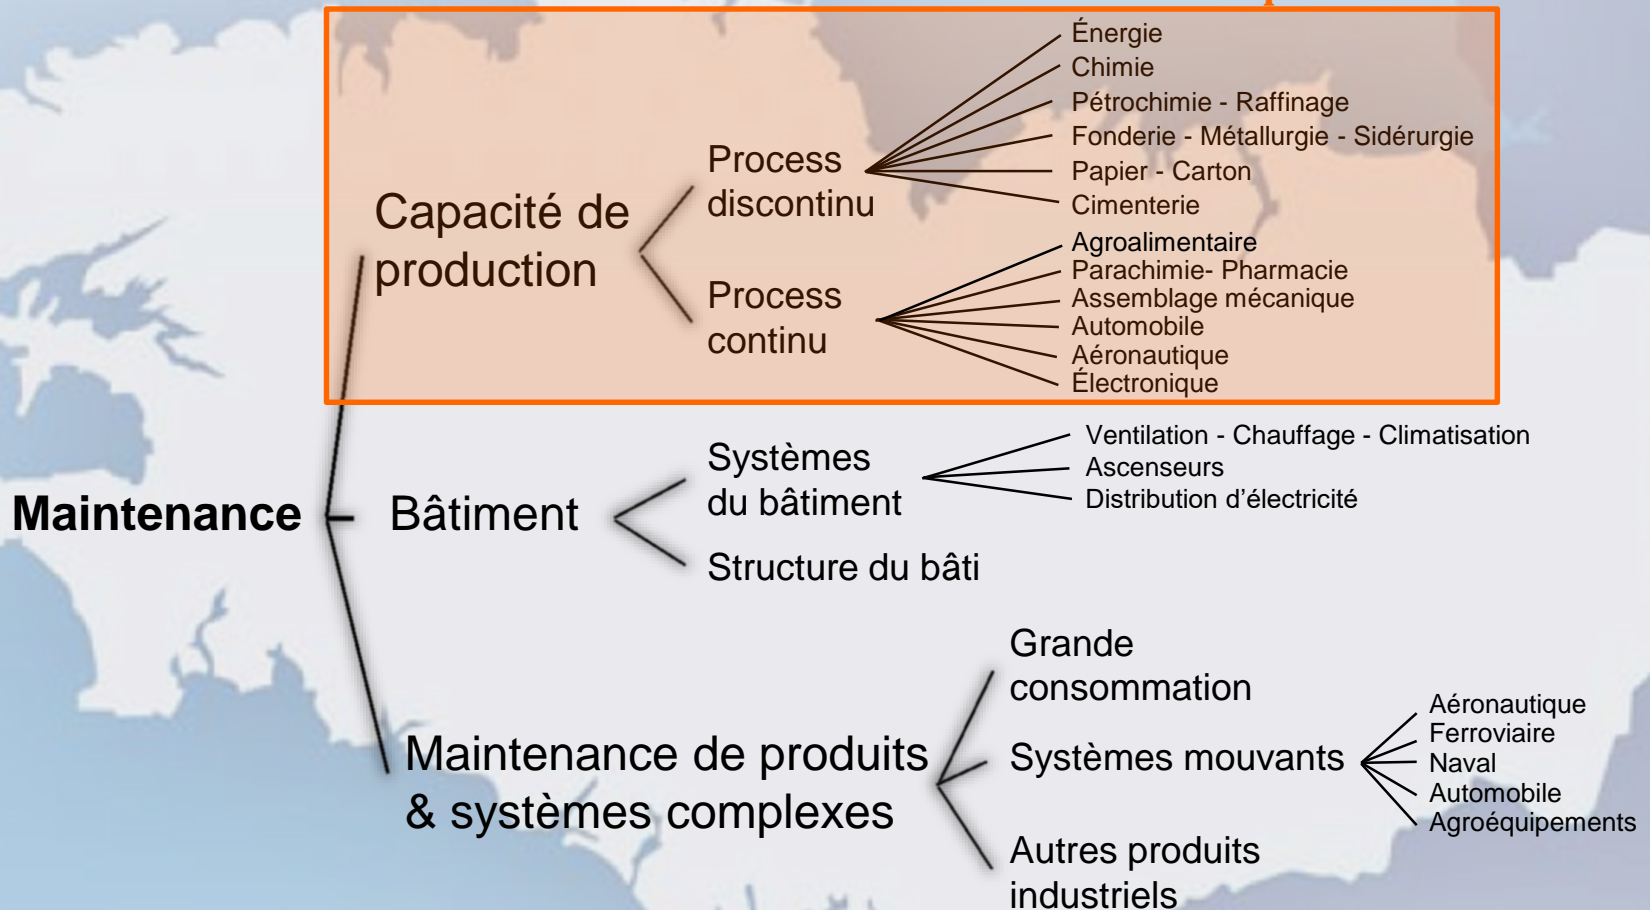 Énergie
Chimie
Pétrochimie - Raffinage
Fonderie - Métallurgie - Sidérurgie
Papier - Carton
Cimenterie
Process
discontinu
Capacité de
production
Agroalimentaire
Parachimie- Pharmacie
Assemblage mécanique
Automobile
Aéronautique
Électronique
Process
continu
Ventilation - Chauffage - Climatisation
Ascenseurs
Distribution d'électricité
Systèmes
du bâtiment
Maintenance
Bâtiment
Structure du bâti
Grande
consommation
Maintenance de produits
& systèmes complexes
Systèmes mouvants
Aéronautique
Ferroviaire
Naval
Automobile
Agroéquipements
Autres produits
industriels